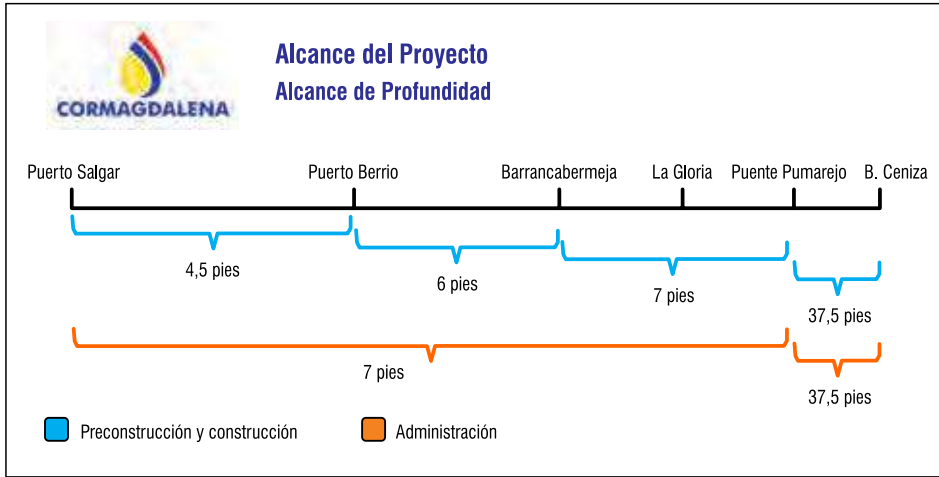 CORMAGDALENA
Alcance del Proyecto
Alcance de Profundidad
Puerto Salgar
Puerto Berrio
Barrancabermeja
La Gloria
Puente Pumarejo
B. Ceniza
4,5 pies
6 pies
7 pies
37,5 pies
7 pies
37,5 pies
Preconstrucción y construcción
Administración